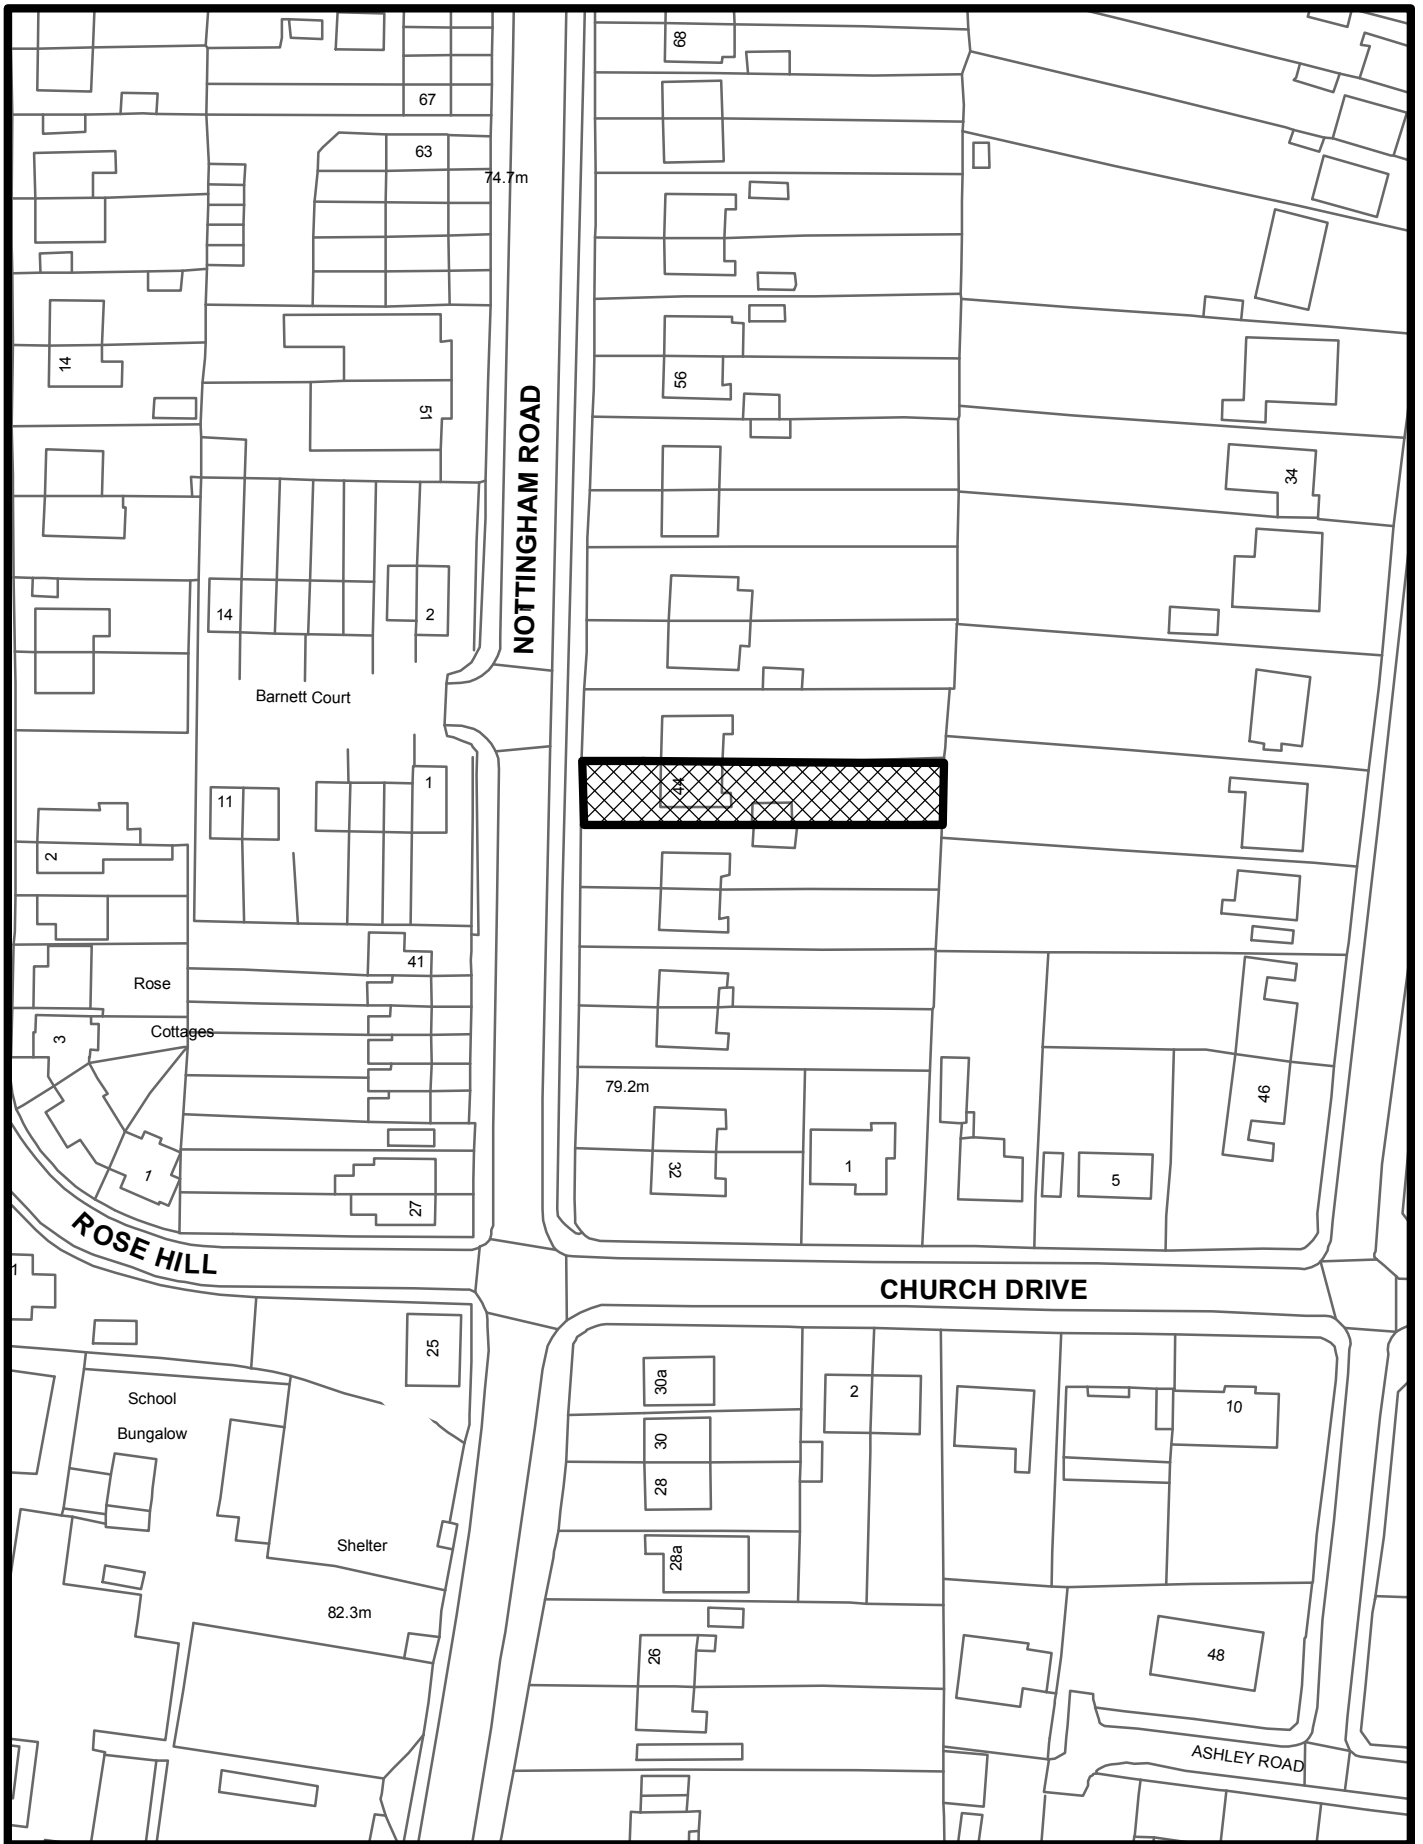 68
67
63
74.7m
14
56
51
34
NOTTINGHAM ROAD
14
2
Barnett Court
44
1
11
2
41
Rose
Cottages
3
79.2m
46
1
32
1
5
27
ROSE HILL
1
CHURCH DRIVE
25
30a
2
School
10
Bungalow
30
28
Shelter
28a
82.3m
26
48
ASHLEY ROAD